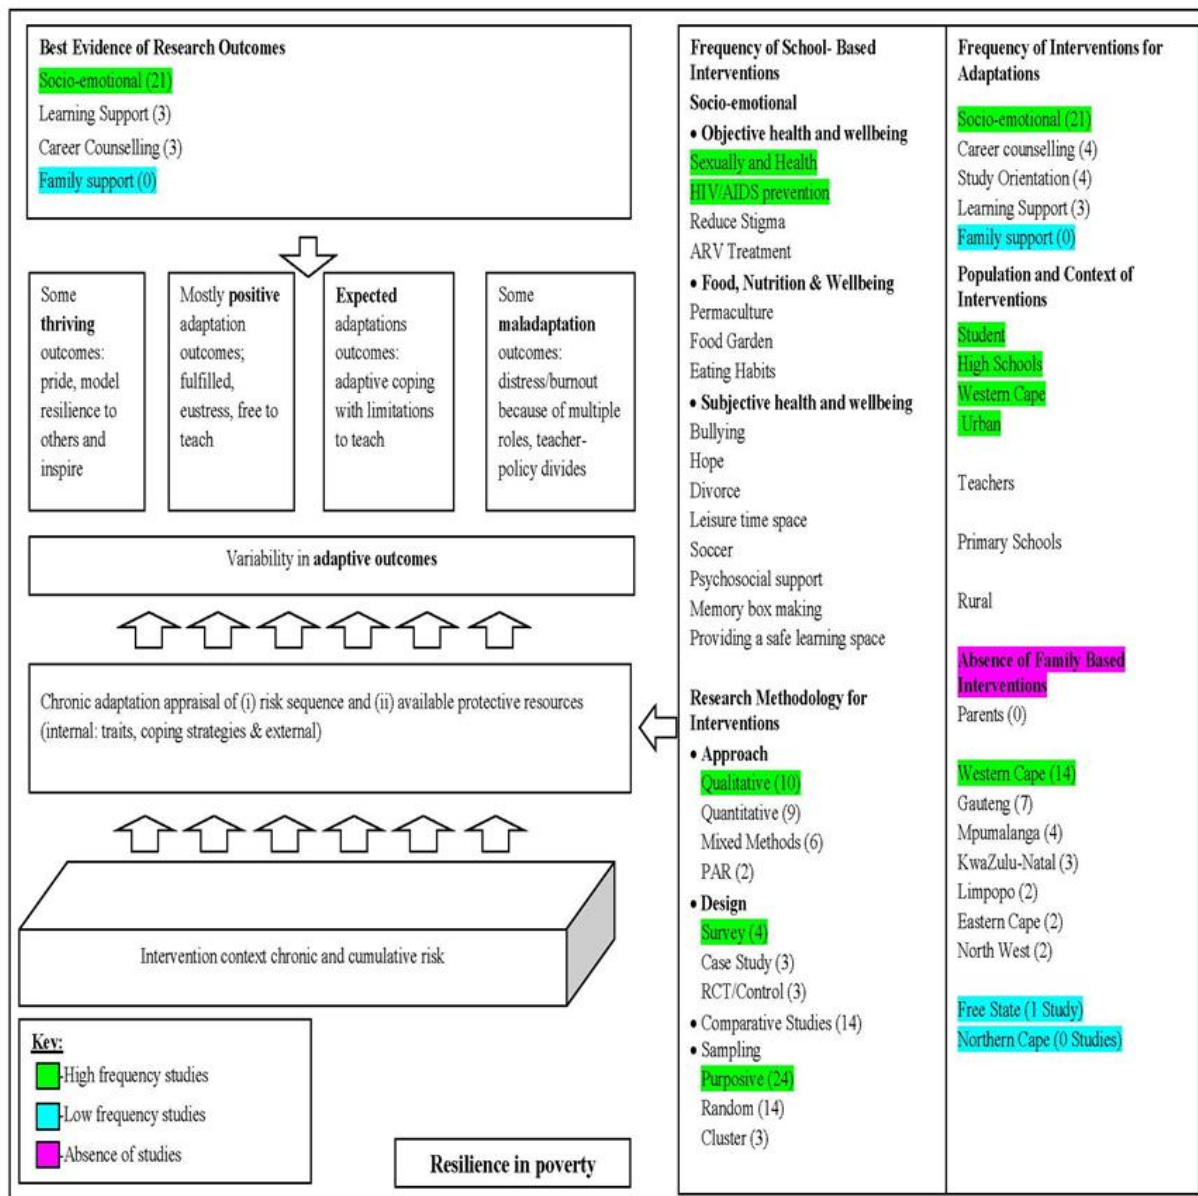 Best Evidence of Research Outcomes
Socio-emotional (21)
Learning Support (3)
Career Counselling (3)
Family support (0)
Some
thriving
outcomes:
pride, model
resilience to
others and
inspire
Mostly positive
adaptation
outcomes;
fulfilled,
eustress, free to
teach
Expected
adaptations
outcomes:
adaptive coping
with limitations
to teach
Some
maladaptation
outcomes:
distress/burnout
because of multiple
roles, teacher-
policy divides
Variability in adaptive outcomes
Chronic adaptation appraisal of (i) risk sequence and (ii) available protective resources
(internal: traits, coping strategies & external)
Intervention context chronic and cumulative risk
Key:
-High frequency studies
-Low frequency studies
-Absence of studies
Resilience in poverty
Frequency of School- Based
Interventions
Socio-emotional
• Objective health and wellbeing
Sexually and Health
HIV/AIDS prevention
Reduce Stigma
ARV Treatment
• Food, Nutrition & Wellbeing
Permaculture
Food Garden
Eating Habits
• Subjective health and wellbeing
Bullying
Hope
Divorce
Leisure time space
Soccer
Psychosocial support
Memory box making
Providing a safe learning space
Research Methodology for
Interventions
• Approach
Qualitative (10)
Quantitative (9)
Mixed Methods (6)
PAR (2)
• Design
Survey (4)
Case Study (3)
RCT/Control (3)
• Comparative Studies (14)
• Sampling
Purposive (24)
Random (14)
Cluster (3)
Frequency of Interventions for
Adaptations
Socio-emotional (21)
Career counselling (4)
Study Orientation (4)
Learning Support (3)
Family support (0)
Population and Context of
Interventions
Student
High Schools
Western Cape
Urban
Teachers
Primary Schools
Rural
Absence of Family Based
Interventions
Parents (0)
Western Cape (14)
Gauteng (7)
Mpumalanga (4)
KwaZulu-Natal (3)
Limpopo (2)
Eastern Cape (2)
North West (2)
Free State (1 Study)
Northern Cape (0 Studies)